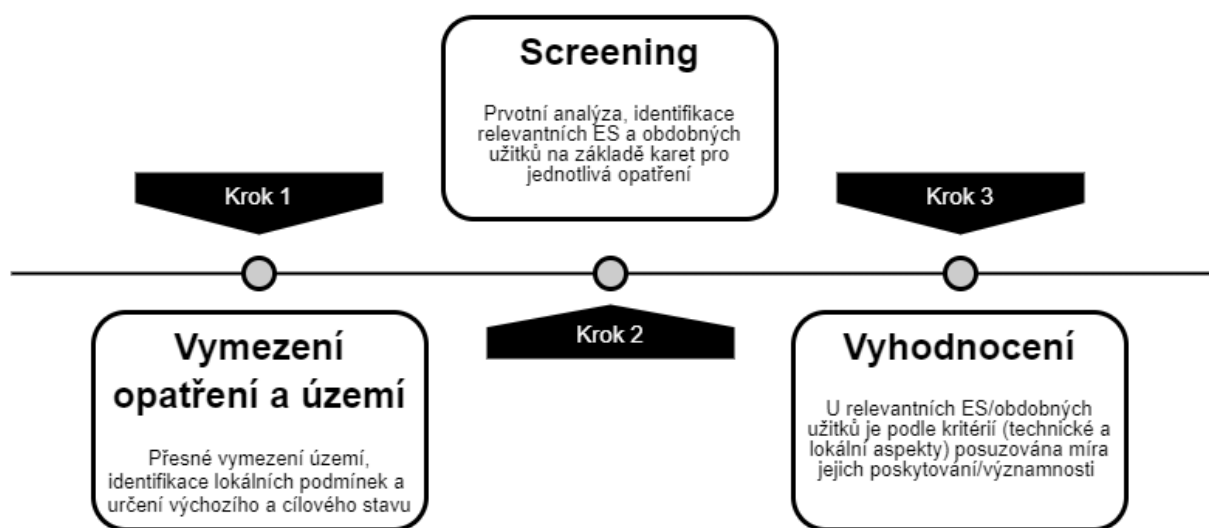 Krok 1
Vymezení
opatření a území
Přesné vymezení území,
identifikace lokálních podmínek a
určení výchozího a cílového stavu
Screening
Prvotní analýza, identifikace
relevantních ES a obdobných
užitků na základě karet pro
jednotlivá opatření
Krok 2
Krok 3
Vyhodnocení
U relevantních ES/obdobných
užitků je podle kritérií (technické a
lokální aspekty) posuzována míra
jejich poskytování/významnosti